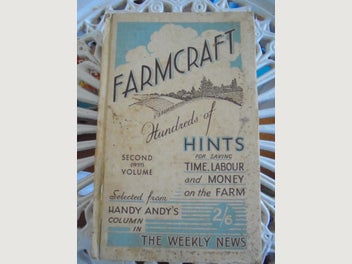 FARMCRAFT
Hundreds of
HINTS
FOR SAVING
TIME, LABOUR
and MONEY
on the FARM
SECOND
VOLUME
Selected from
HANDY ANDY'S
COLUMN
IN
THE WEEKLY NEWS
2/6